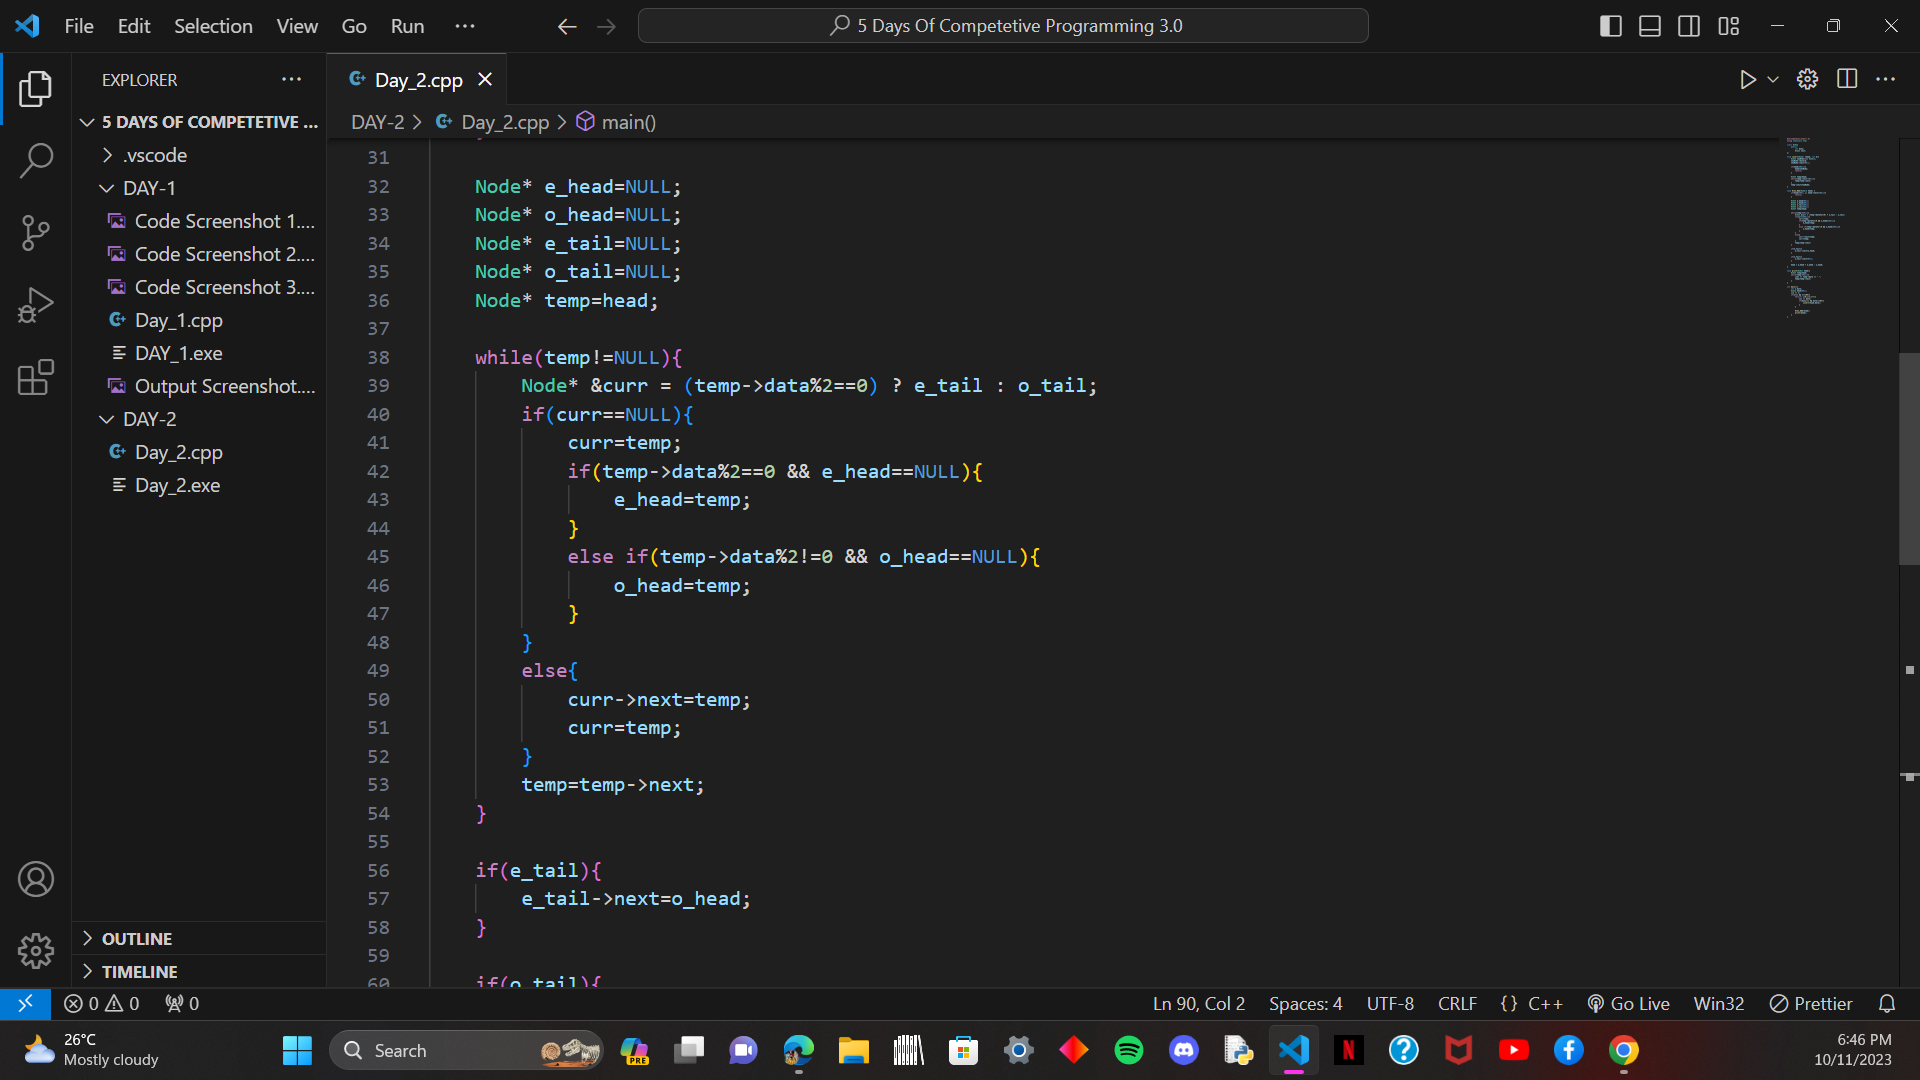 File Edit Selection View Go Run ···
5 Days Of Competetive Programming 3.0
EXPLORER
5 DAYS OF COMPETETIVE ...
.vscode
DAY-1
Code Screenshot 1....
Code Screenshot 2....
Code Screenshot 3....
Day_1.cpp
DAY_1.exe
Output Screenshot....
DAY-2
Day_2.cpp
Day_2.exe
OUTLINE
TIMELINE
Day_2.cpp
DAY-2 > Day_2.cpp > main()
31
32 Node* e_head=NULL;
33 Node* o_head=NULL;
34 Node* e_tail=NULL;
35 Node* o_tail=NULL;
36 Node* temp=head;
37
38 while(temp!=NULL){
39 Node* &curr = (temp->data%2==0) ? e_tail : o_tail;
40 if(curr==NULL){
41 curr=temp;
42 if(temp->data%2==0 && e_head==NULL){
43 e_head=temp;
44 }
45 else if(temp->data%2!=0 && o_head==NULL){
46 o_head=temp;
47 }
48 }
49 else{
50 curr->next=temp;
51 curr=temp;
52 }
53 temp=temp->next;
54 }
55
56 if(e_tail){
57 e_tail->next=o_head;
58 }
59
60 if(o_tail){
0 0 0
Ln 90, Col 2 Spaces: 4 UTF-8 CRLF {} C++ Go Live Win32 Prettier
26°C
Mostly cloudy
Search
PRE
6:46 PM
10/11/2023